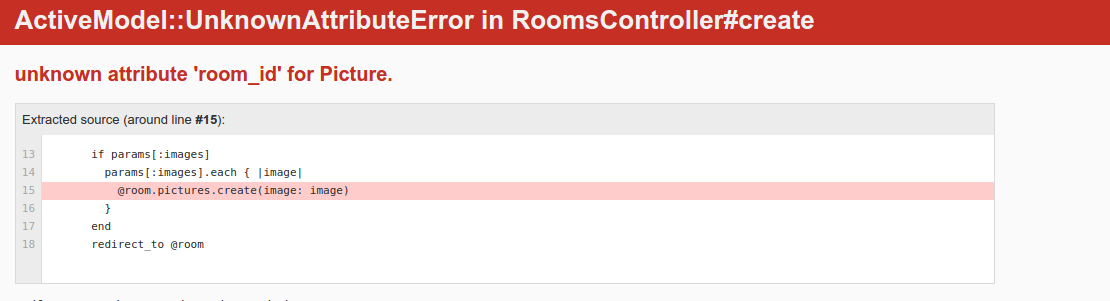 ActiveModel::UnknownAttributeError in RoomsController#create
unknown attribute 'room_id' for Picture.
Extracted source (around line #15):
13 if params[:images]
14 params[:images].each { |image|
15 @room.pictures.create(image: image)
16 }
17 end
18 redirect_to @room